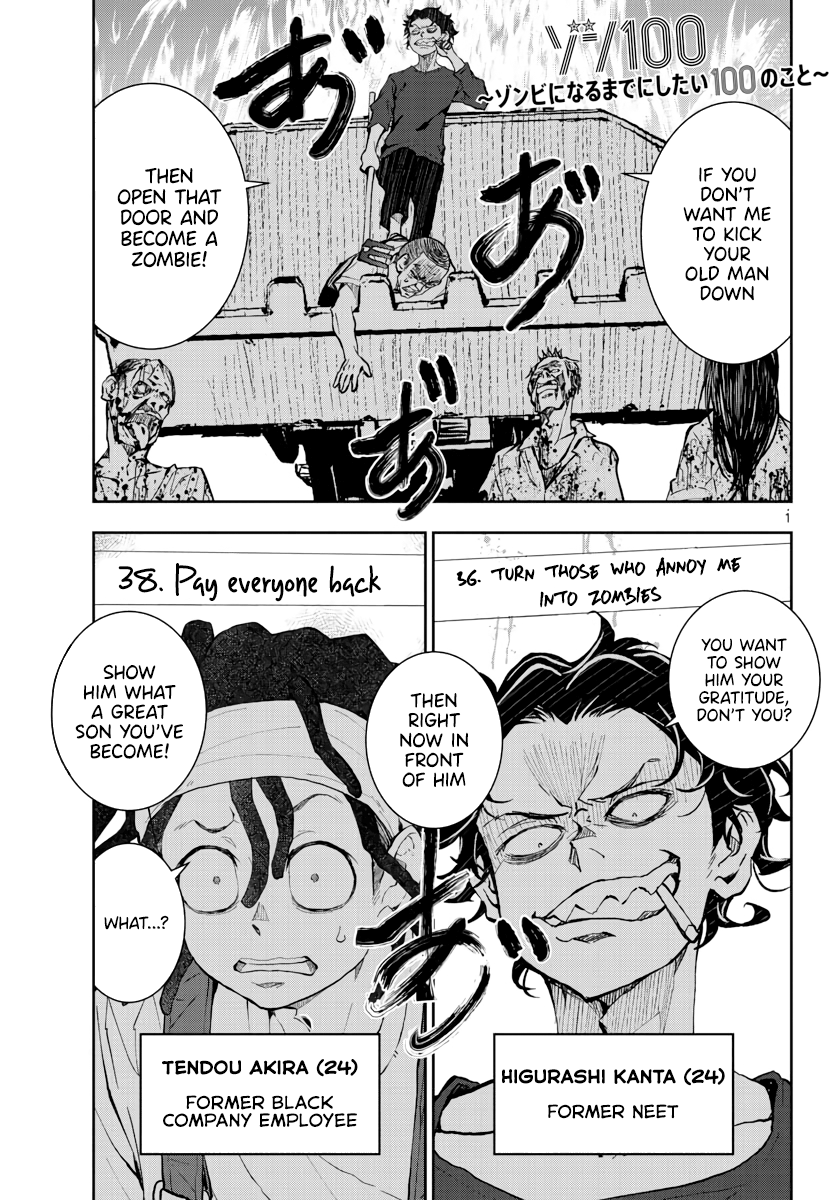 ゾン100
～ゾンビになるまでにしたい100のこと～
IF YOU
DON'T
WANT ME
TO KICK
YOUR
OLD MAN
DOWN
THEN
OPEN THAT
DOOR AND
BECOME A
ZOMBIE!
あ゛
あ゛
あ゛
1
36. TURN THOSE WHO ANNOY ME
INTO ZOMBIES
YOU WANT
TO SHOW
HIM YOUR
GRATITUDE,
DON'T YOU?
THEN
RIGHT
NOW IN
FRONT
OF HIM
HIGURASHI KANTA (24)
FORMER NEET
38. Pay everyone back
SHOW
HIM WHAT
A GREAT
SON YOU'VE
BECOME!
WHAT...?
あ゛
TENDOU AKIRA (24)
FORMER BLACK
COMPANY EMPLOYEE